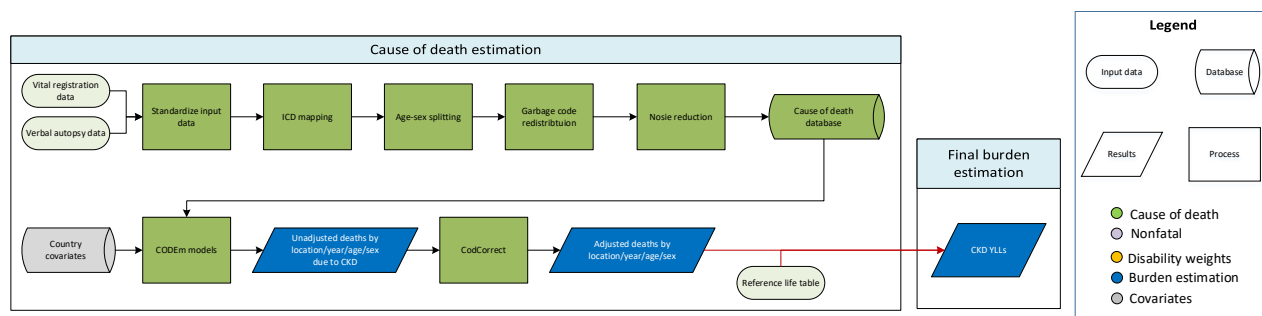 Cause of death estimation
Vital registration
data
Verbal autopsy data
Standardize input
data
ICD mapping
Age-sex splitting
Garbage code
redistribtuion
Nosie reduction
Cause of death
database
Country
covariates
CODEm models
Unadjusted deaths by
location/year/age/sex
due to CKD
CodCorrect
Adjusted deaths by
location/year/age/sex
Reference life table
Final burden
estimation
CKD YLLs
Legend
Input data
Database
Results
Process
Cause of death
Nonfatal
Disability weights
Burden estimation
Covariates